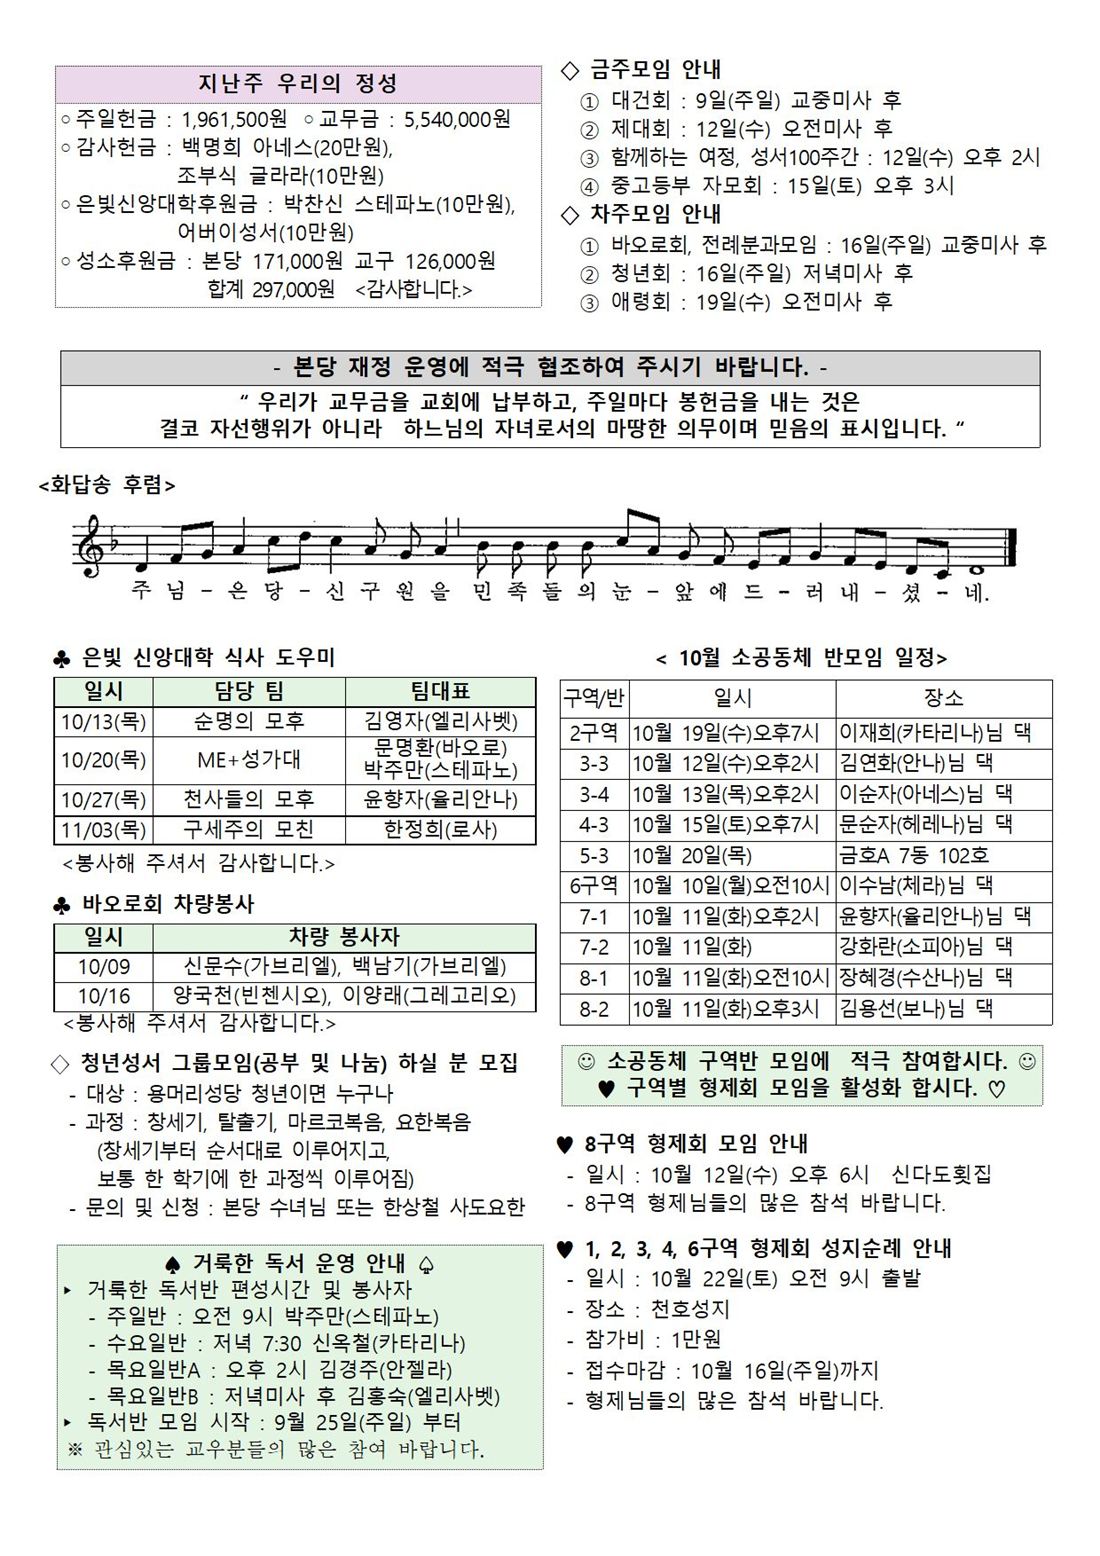 지난주 우리의 정성
○ 주일헌금 : 1,961,500원 ○ 교무금 : 5,540,000원
○ 감사헌금 : 백명희 아네스(20만원),
조부식 글라라(10만원)
○ 은빛신앙대학후원금 : 박찬신 스테파노(10만원),
어버이성서(10만원)
○ 성소후원금 : 본당 171,000원 교구 126,000원
합계 297,000원 <감사합니다.>
◇ 금주모임 안내
① 대건회 : 9일(주일) 교중미사 후
② 제대회 : 12일(수) 오전미사 후
③ 함께하는 여정, 성서100주간 : 12일(수) 오후 2시
④ 중고등부 자모회 : 15일(토) 오후 3시
◇ 차주모임 안내
① 바오로회, 전례분과모임 : 16일(주일) 교중미사 후
② 청년회 : 16일(주일) 저녁미사 후
③ 애령회 : 19일(수) 오전미사 후
- 본당 재정 운영에 적극 협조하여 주시기 바랍니다. -
“ 우리가 교무금을 교회에 납부하고, 주일마다 봉헌금을 내는 것은
결코 자선행위가 아니라 하느님의 자녀로서의 마땅한 의무이며 믿음의 표시입니다. “
<화답송 후렴>
주 님 - 은 당 - 신 구 원 을 민 족 들 의 눈 - 앞 에 드 - 러 내 - 셨 - 네.
♣ 은빛 신앙대학 식사 도우미
일시 담당 팀 팀대표
10/13(목) 순명의 모후 김영자(엘리사벳)
10/20(목) ME+성가대 문명환(바오로)
박주만(스테파노)
10/27(목) 천사들의 모후 윤향자(율리안나)
11/03(목) 구세주의 모친 한정희(로사)
<봉사해 주셔서 감사합니다.>
♣ 바오로회 차량봉사
일시 차량 봉사자
10/09 신문수(가브리엘), 백남기(가브리엘)
10/16 양국천(빈첸시오), 이양래(그레고리오)
<봉사해 주셔서 감사합니다.>
◇ 청년성서 그룹모임(공부 및 나눔) 하실 분 모집
- 대상 : 용머리성당 청년이면 누구나
- 과정 : 창세기, 탈출기, 마르코복음, 요한복음
(창세기부터 순서대로 이루어지고,
보통 한 학기에 한 과정씩 이루어짐)
- 문의 및 신청 : 본당 수녀님 또는 한상철 사도요한
♠ 거룩한 독서 운영 안내 ♤
▸ 거룩한 독서반 편성시간 및 봉사자
- 주일반 : 오전 9시 박주만(스테파노)
- 수요일반 : 저녁 7:30 신옥철(카타리나)
- 목요일반A : 오후 2시 김경주(안젤라)
- 목요일반B : 저녁미사 후 김홍숙(엘리사벳)
▸ 독서반 모임 시작 : 9월 25일(주일) 부터
※ 관심있는 교우분들의 많은 참여 바랍니다.
< 10월 소공동체 반모임 일정>
구역/반 일시 장소
2구역 10월 19일(수)오후7시 이재희(카타리나)님 댁
3-3 10월 12일(수)오후2시 김연화(안나)님 댁
3-4 10월 13일(목)오후2시 이순자(아네스)님 댁
4-3 10월 15일(토)오후7시 문순자(헤레나)님 댁
5-3 10월 20일(목) 금호A 7동 102호
6구역 10월 10일(월)오전10시 이수남(체라)님 댁
7-1 10월 11일(화)오후2시 윤향자(율리안나)님 댁
7-2 10월 11일(화) 강화란(소피아)님 댁
8-1 10월 11일(화)오전10시 장혜경(수산나)님 댁
8-2 10월 11일(화)오후3시 김용선(보나)님 댁
☺ 소공동체 구역반 모임에 적극 참여합시다. ☺
♥ 구역별 형제회 모임을 활성화 합시다. ♡
♥ 8구역 형제회 모임 안내
- 일시 : 10월 12일(수) 오후 6시 신다도횟집
- 8구역 형제님들의 많은 참석 바랍니다.
♥ 1, 2, 3, 4, 6구역 형제회 성지순례 안내
- 일시 : 10월 22일(토) 오전 9시 출발
- 장소 : 천호성지
- 참가비 : 1만원
- 접수마감 : 10월 16일(주일)까지
- 형제님들의 많은 참석 바랍니다.